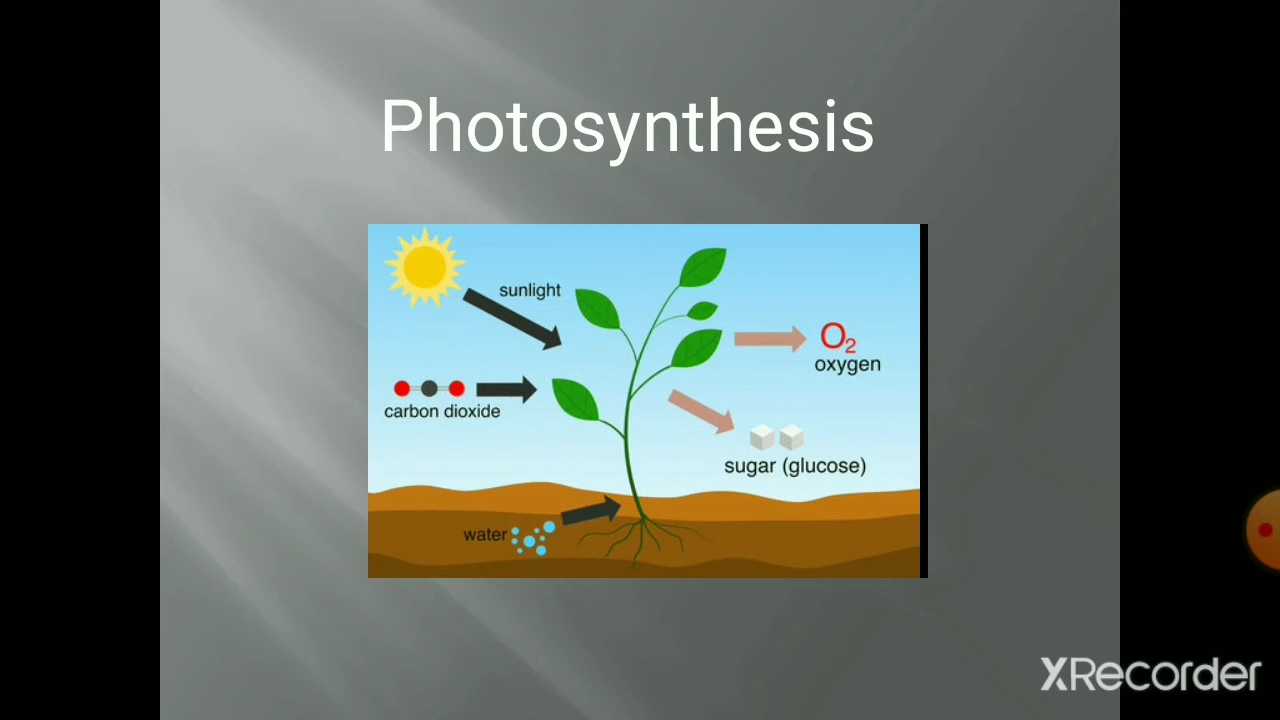 Photosynthesis
sunlight
O2
oxygen
carbon dioxide
sugar (glucose)
water
XRecorder